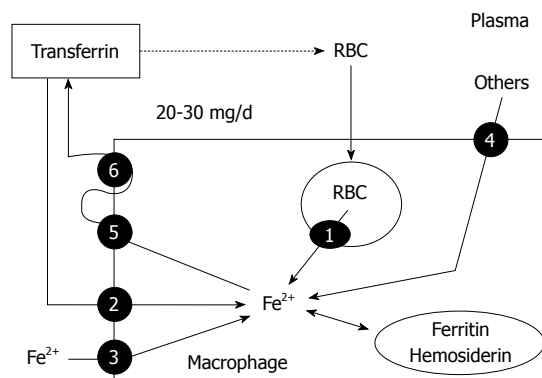 Plasma
Transferrin
RBC
Others
20-30 mg/d
4
6
RBC
1
5
2
Fe²⁺
Ferritin
Hemosiderin
Fe²⁺
3
Macrophage